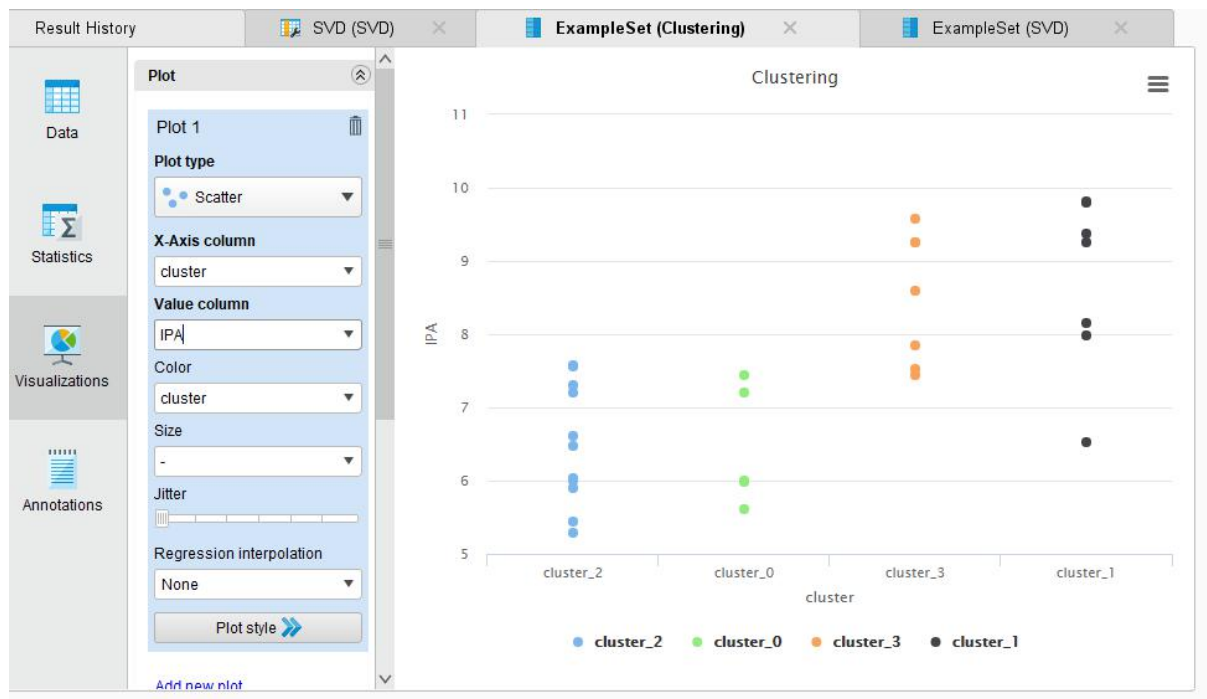 Result History
SVD (SVD)
ExampleSet (Clustering)
ExampleSet (SVD)
Data
Statistics
Visualizations
Annotations
Plot
Plot 1
Plot type
Scatter
X-Axis column
cluster
Value column
IPA
Color
cluster
Size
-
Jitter
Regression interpolation
None
Plot style
Add new plot
Clustering
11
10
9
8
7
6
5
IPA
cluster_2 cluster_0 cluster_3 cluster_1
cluster
cluster_2 cluster_0 cluster_3 cluster_1